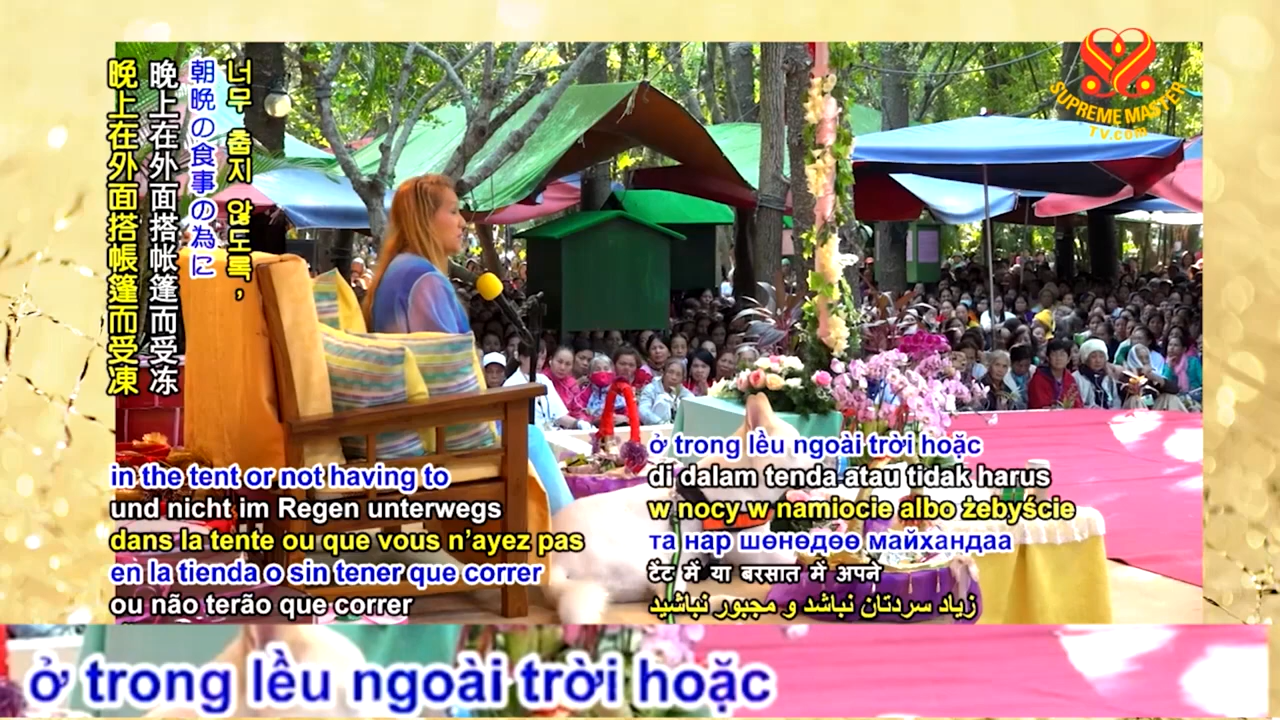 너무 춥지 않도록,
朝晩の食事の為に
晚上在外面搭帐篷而受冻
晚上在外面搭帳篷而受凍
SUPREME MASTER
TV.com
in the tent or not having to
und nicht im Regen unterwegs
dans la tente ou que vous n’ayez pas
en la tienda o sin tener que correr
ou não terão que correr
ở trong lều ngoài trời hoặc
di dalam tenda atau tidak harus
w nocy w namiocie albo żebyście
та нар шөнөдөө майхандаа
टेंट में या बरसात में अपने
زیاد سردتان نباشد و مجبور نباشید
ở trong lều ngoài trời hoặc